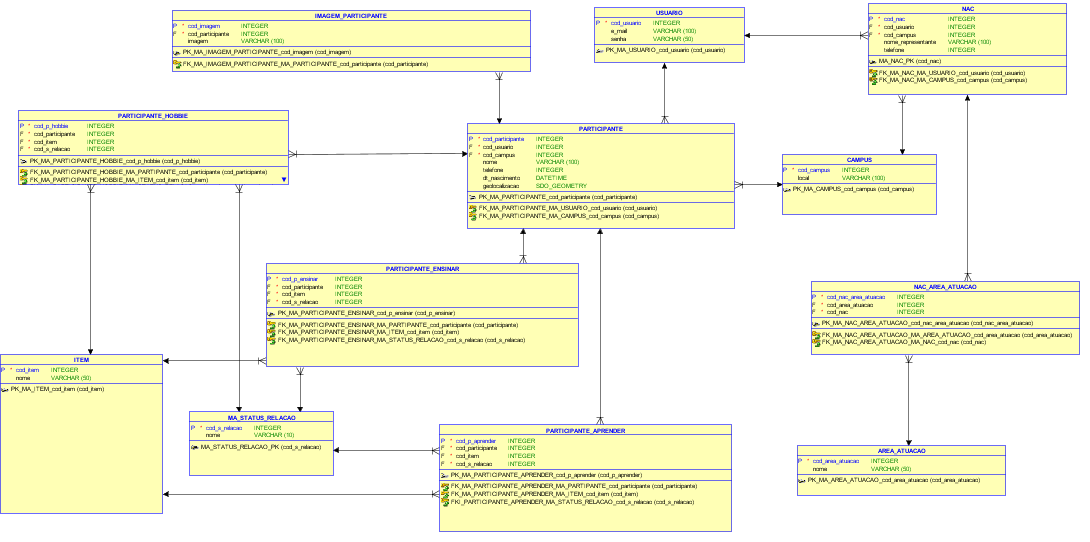 IMAGEM_PARTICIPANTE
P * cod_imagem INTEGER
F * cod_participante INTEGER
imagem VARCHAR (100)
PK_MA_IMAGEM_PARTICIPANTE_cod_imagem (cod_imagem)
FK_MA_IMAGEM_PARTICIPANTE_MA_PARTICIPANTE_cod_participante (cod_participante)
USUARIO
P * cod_usuario INTEGER
e_mail VARCHAR (100)
senha VARCHAR (50)
PK_MA_USUARIO_cod_usuario (cod_usuario)
NAC
P * cod_nac INTEGER
F * cod_usuario INTEGER
F * cod_campus INTEGER
nome_representante VARCHAR (100)
telefone INTEGER
MA_NAC_PK (cod_nac)
FK_MA_NAC_MA_USUARIO_cod_usuario (cod_usuario)
FK_MA_NAC_MA_CAMPUS_cod_campus (cod_campus)
PARTICIPANTE_HOBBIE
P * cod_p_hobbie INTEGER
F * cod_participante INTEGER
F * cod_item INTEGER
F * cod_s_relacao INTEGER
PK_MA_PARTICIPANTE_HOBBIE_cod_p_hobbie (cod_p_hobbie)
FK_MA_PARTICIPANTE_HOBBIE_MA_PARTICIPANTE_cod_participante (cod_participante)
FK_MA_PARTICIPANTE_HOBBIE_MA_ITEM_cod_item (cod_item)
PARTICIPANTE
P * cod_participante INTEGER
F * cod_usuario INTEGER
F * cod_campus INTEGER
nome VARCHAR (100)
telefone INTEGER
dt_nascimento DATETIME
geolocalizacao SDO_GEOMETRY
PK_MA_PARTICIPANTE_cod_participante (cod_participante)
FK_MA_PARTICIPANTE_MA_USUARIO_cod_usuario (cod_usuario)
FK_MA_PARTICIPANTE_MA_CAMPUS_cod_campus (cod_campus)
CAMPUS
P * cod_campus INTEGER
local VARCHAR (100)
PK_MA_CAMPUS_cod_campus (cod_campus)
PARTICIPANTE_ENSINAR
P * cod_p_ensinar INTEGER
F * cod_participante INTEGER
F * cod_item INTEGER
F * cod_s_relacao INTEGER
PK_MA_PARTICIPANTE_ENSINAR_cod_p_ensinar (cod_p_ensinar)
FK_MA_PARTICIPANTE_ENSINAR_MA_PARTICIPANTE_cod_participante (cod_participante)
FK_MA_PARTICIPANTE_ENSINAR_MA_ITEM_cod_item (cod_item)
FK_MA_PARTICIPANTE_ENSINAR_MA_STATUS_RELACAO_cod_s_relacao (cod_s_relacao)
NAC_AREA_ATUACAO
P * cod_nac_area_atuacao INTEGER
F * cod_area_atuacao INTEGER
F * cod_nac INTEGER
PK_MA_NAC_AREA_ATUACAO_cod_nac_area_atuacao (cod_nac_area_atuacao)
FK_MA_NAC_AREA_ATUACAO_MA_AREA_ATUACAO_cod_area_atuacao (cod_area_atuacao)
FK_MA_NAC_AREA_ATUACAO_MA_NAC_cod_nac (cod_nac)
ITEM
P * cod_item INTEGER
nome VARCHAR (50)
PK_MA_ITEM_cod_item (cod_item)
MA_STATUS_RELACAO
P * cod_s_relacao INTEGER
nome VARCHAR (10)
MA_STATUS_RELACAO_PK (cod_s_relacao)
PARTICIPANTE_APRENDER
P * cod_p_aprender INTEGER
F * cod_participante INTEGER
F * cod_item INTEGER
F * cod_s_relacao INTEGER
PK_MA_PARTICIPANTE_APRENDER_cod_p_aprender (cod_p_aprender)
FK_MA_PARTICIPANTE_APRENDER_MA_PARTICIPANTE_cod_participante (cod_participante)
FK_MA_PARTICIPANTE_APRENDER_MA_ITEM_cod_item (cod_item)
FKl_PARTICIPANTE_APRENDER_MA_STATUS_RELACAO_cod_s_relacao (cod_s_relacao)
AREA_ATUACAO
P * cod_area_atuacao INTEGER
nome VARCHAR (50)
PK_MA_AREA_ATUACAO_cod_area_atuacao (cod_area_atuacao)